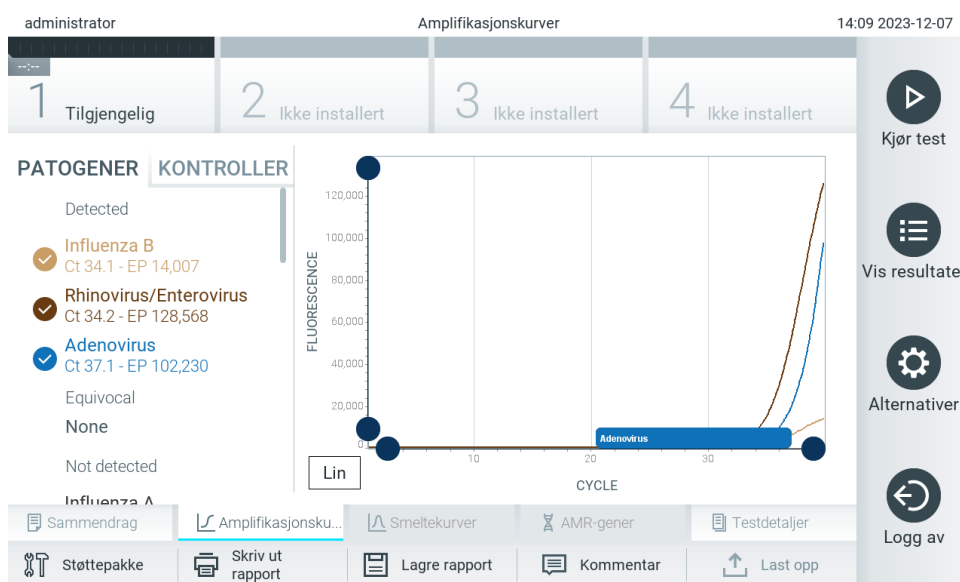 administrator
Amplifikasjonskurver
14:09 2023-12-07
--:--
1 Tilgjengelig
2 Ikke installert
3 Ikke installert
4 Ikke installert
Kjør test
Vis resultate
Alternativer
Logg av
PATOGENER
KONTROLLER
Detected
Influenza B
Ct 34.1 - EP 14,007
Rhinovirus/Enterovirus
Ct 34.2 - EP 128,568
Adenovirus
Ct 37.1 - EP 102,230
Equivocal
None
Not detected
Influenza A
FLUORESCENCE
120,000
100,000
80,000
60,000
40,000
20,000
0
Adenovirus
10
20
30
CYCLE
Lin
Sammendrag
Amplifikasjonsku...
Smeltekurver
AMR-gener
Testdetaljer
Støttepakke
Skriv ut
rapport
Lagre rapport
Kommentar
Last opp